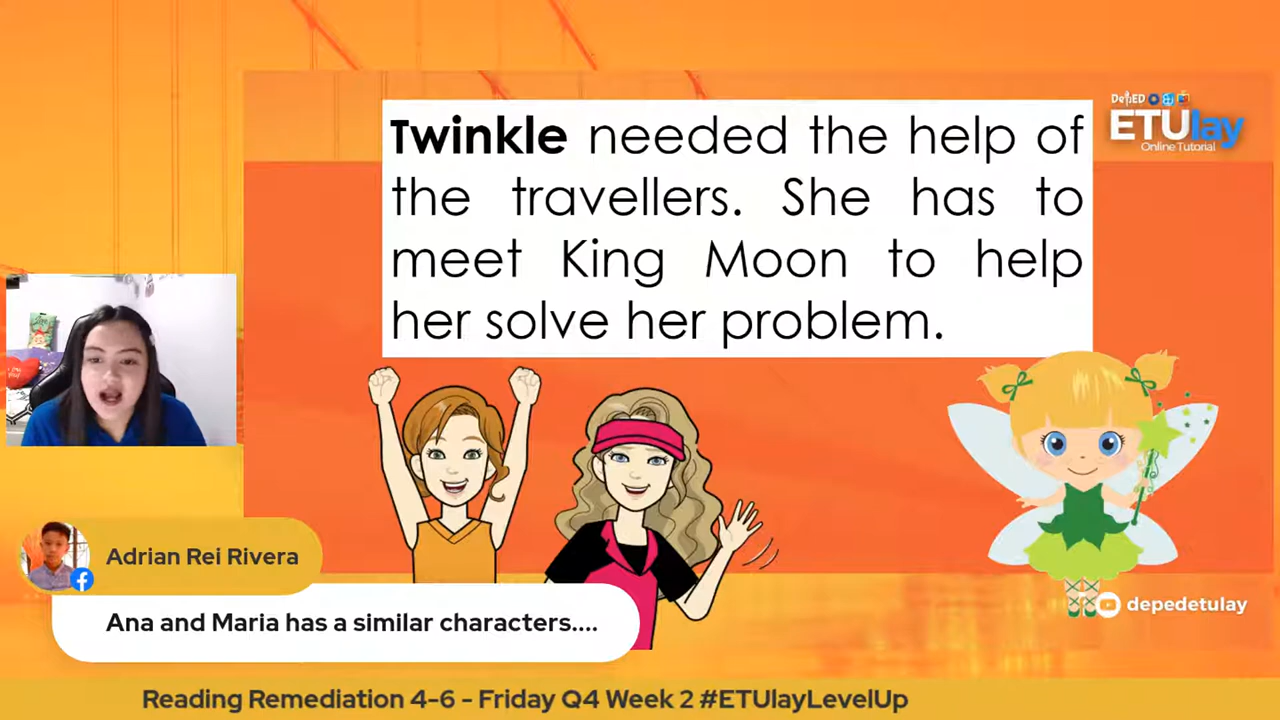 Twinkle needed the help of
the travellers. She has to
meet King Moon to help
her solve her problem.
DepED
ETUlay
Online Tutorial
Adrian Rei Rivera
Ana and Maria has a similar characters....
depedetulay
Reading Remediation 4-6 - Friday Q4 Week 2 #ETUlayLevelUp